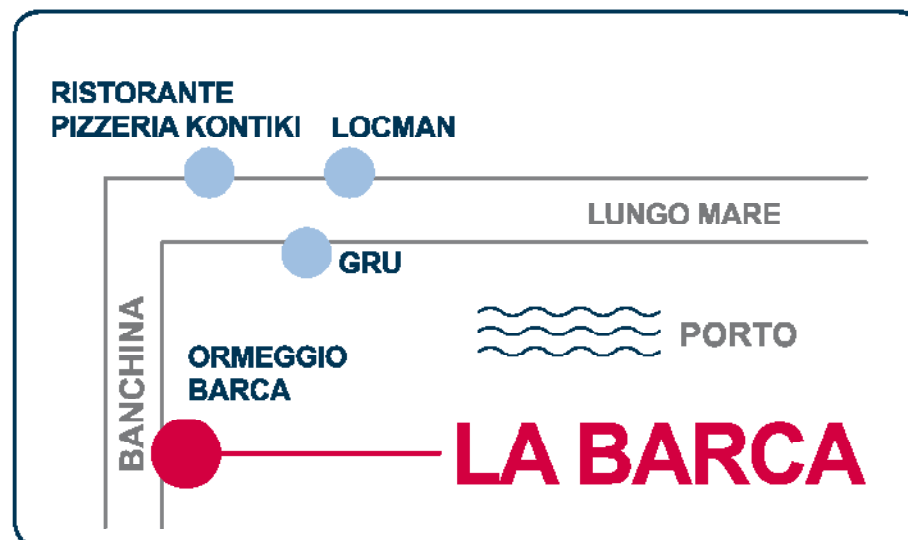 RISTORANTE
PIZZERIA KONTIKI
LOCMAN
LUNGO MARE
GRU
BANCHINA
PORTO
ORMEGGIO
BARCA
LA BARCA